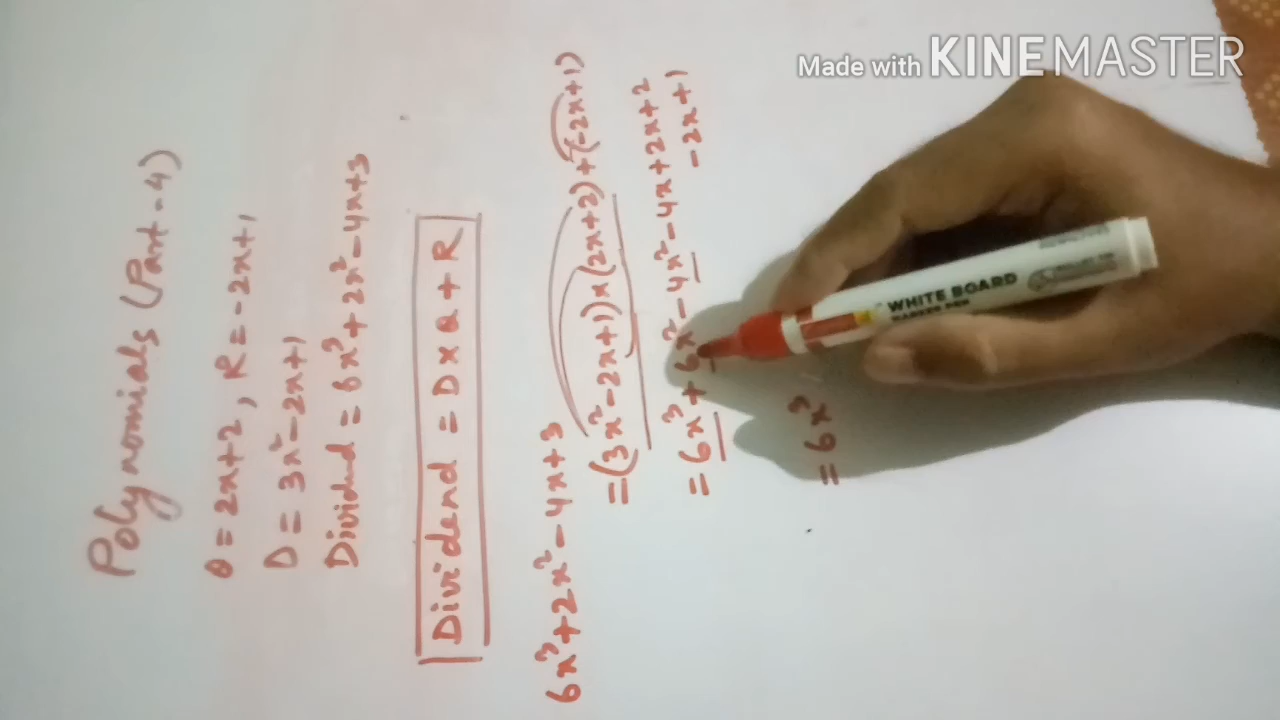 Made with KINEMASTER
Polynomials (Part-4)
Q = 2x+2, R = -2x+1
D = 3x²-2x+1
Dividend = 6x³+2x²-4x+3
Dividend = D x Q + R
6x³+2x²-4x+3
=(3x²-2x+1)x(2x+2)+(-2x+1)
= 6x³+6x²-4x²-4x+2x+2
-2x+1
= 6x³
WHITE BOARD
MARKER PEN